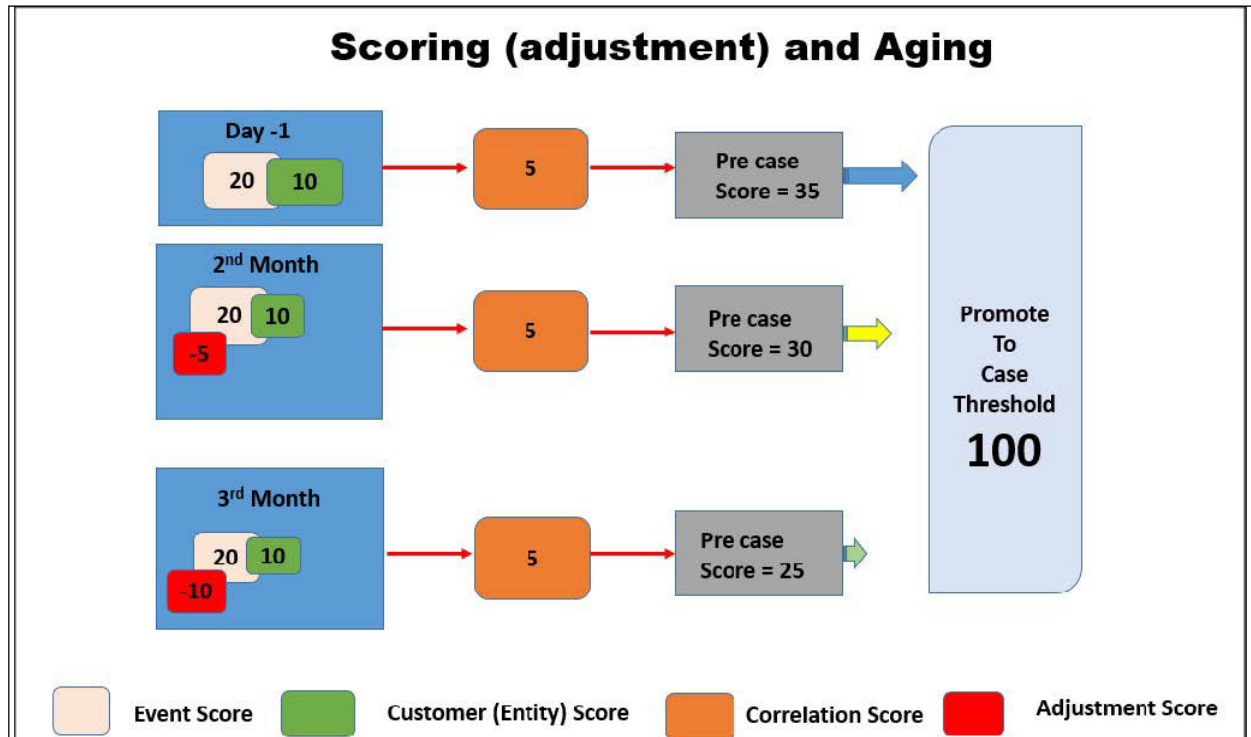 Scoring (adjustment) and Aging
Day -1
20
10
5
Pre case
Score = 35
2nd Month
20
10
-5
5
Pre case
Score = 30
3rd Month
20
10
-10
5
Pre case
Score = 25
Promote
To
Case
Threshold
100
Event Score
Customer (Entity) Score
Correlation Score
Adjustment Score